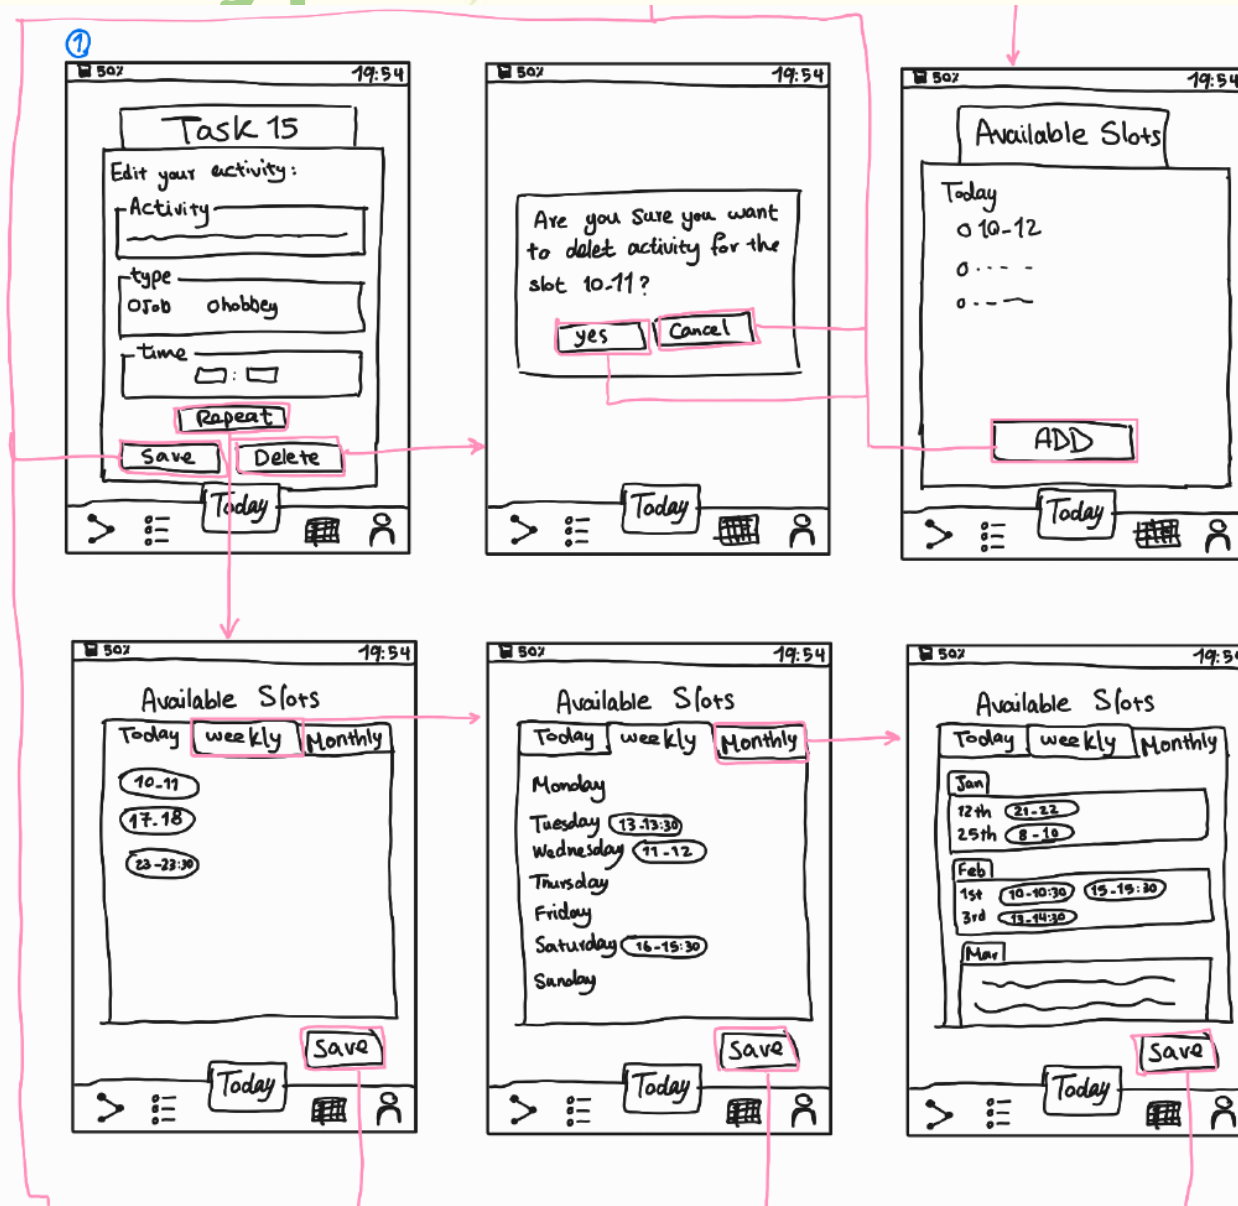 1
50% 19:54
Task 15
Edit your activity:
Activity
type
Job hobbey
time
:
Repeat
Save Delete
Today
50% 19:54
Are you Sure you want
to delet activity for the
slot 10-11?
yes Cancel
Today
50% 19:54
Available Slots
Today
10-12
ADD
Today
50% 19:54
Available Slots
Today weekly Monthly
10-11
17-18
23-23:30
Save
Today
50% 19:54
Available Slots
Today weekly Monthly
Monday
Tuesday 13-13:30
Wednesday 11-12
Thursday
Friday
Saturday 16-15:30
Sunday
Save
Today
50% 19:5
Available Slots
Today weekly Monthly
Jan
12th 21-22
25th 8-10
Feb
1st 10-10:30 15-15:30
3rd 13-14:30
Mar
Save
Today